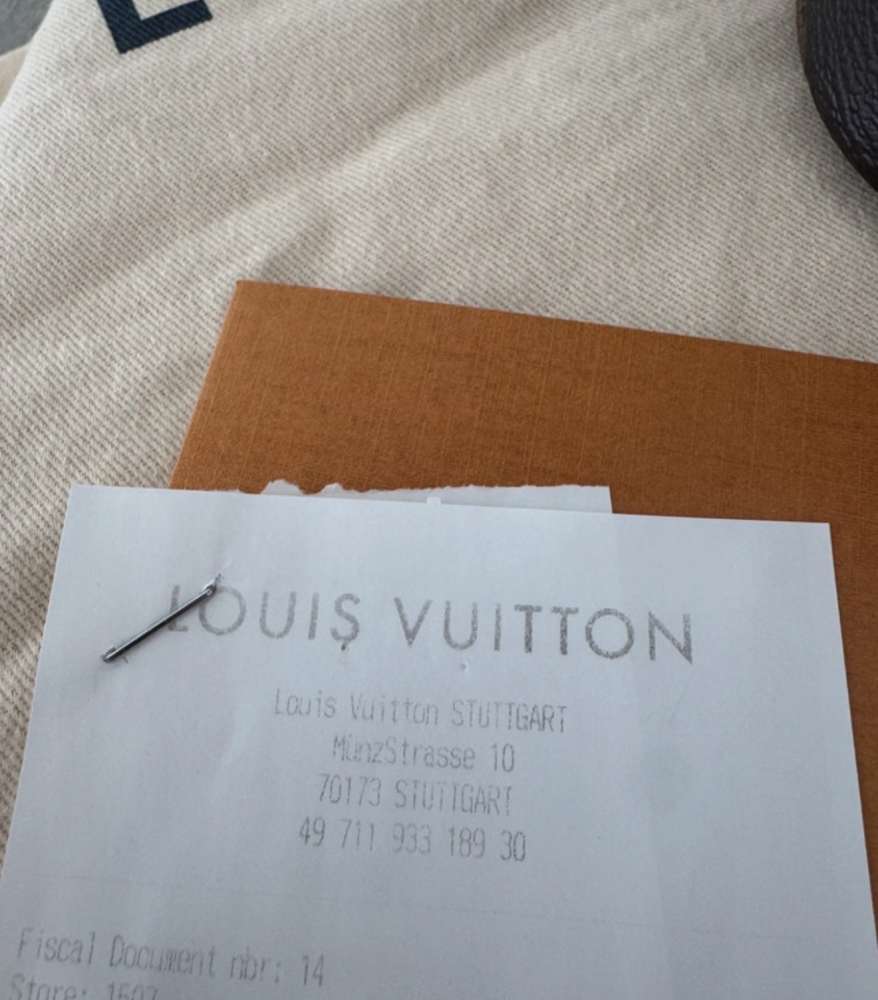 L
LOUIS VUITTON
Louis Vuitton STUTTGART
MünzStrasse 10
70173 STUTTGART
49 711 933 189 30
Fiscal Document nbr: 14
Store: 1507